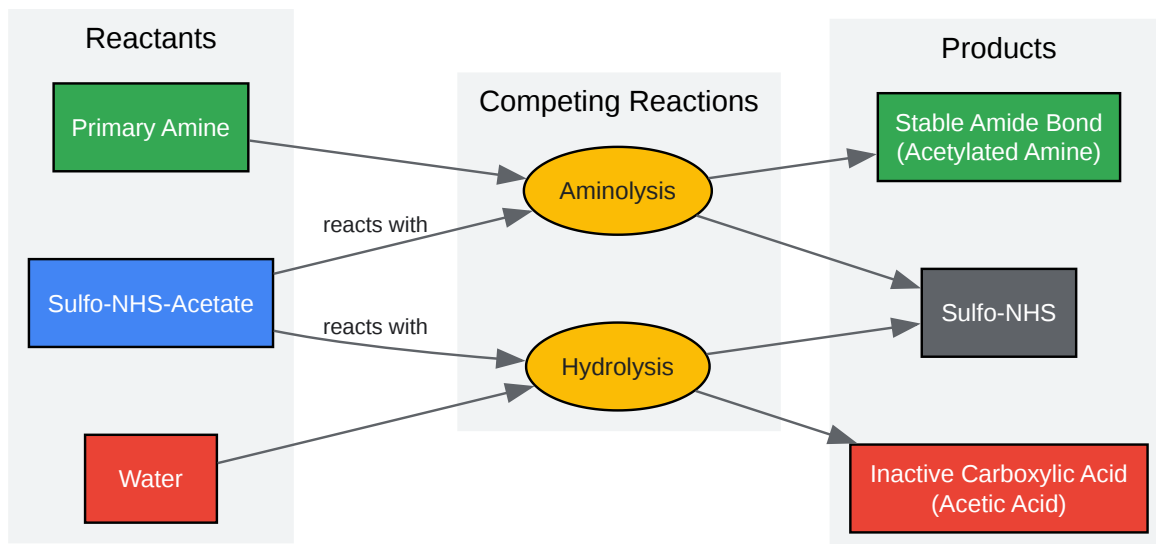 Reactants
Primary Amine
reacts with
Sulfo-NHS-Acetate
reacts with
Water
Competing Reactions
Aminolysis
Hydrolysis
Products
Stable Amide Bond
(Acetylated Amine)
Sulfo-NHS
Inactive Carboxylic Acid
(Acetic Acid)